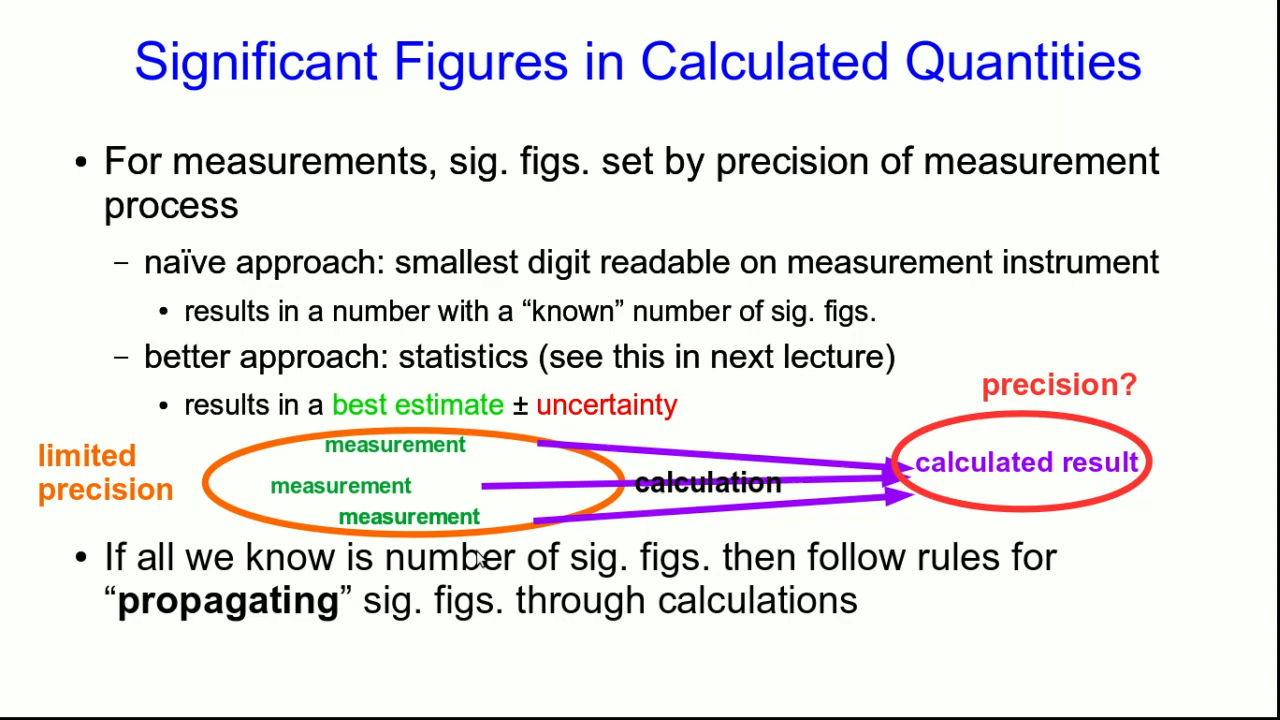 Significant Figures in Calculated Quantities
• For measurements, sig. figs. set by precision of measurement
process
– naïve approach: smallest digit readable on measurement instrument
• results in a number with a “known” number of sig. figs.
– better approach: statistics (see this in next lecture)
• results in a best estimate ± uncertainty
precision?
limited
precision
measurement
measurement
measurement
calculation
calculated result
• If all we know is number of sig. figs. then follow rules for
“propagating” sig. figs. through calculations